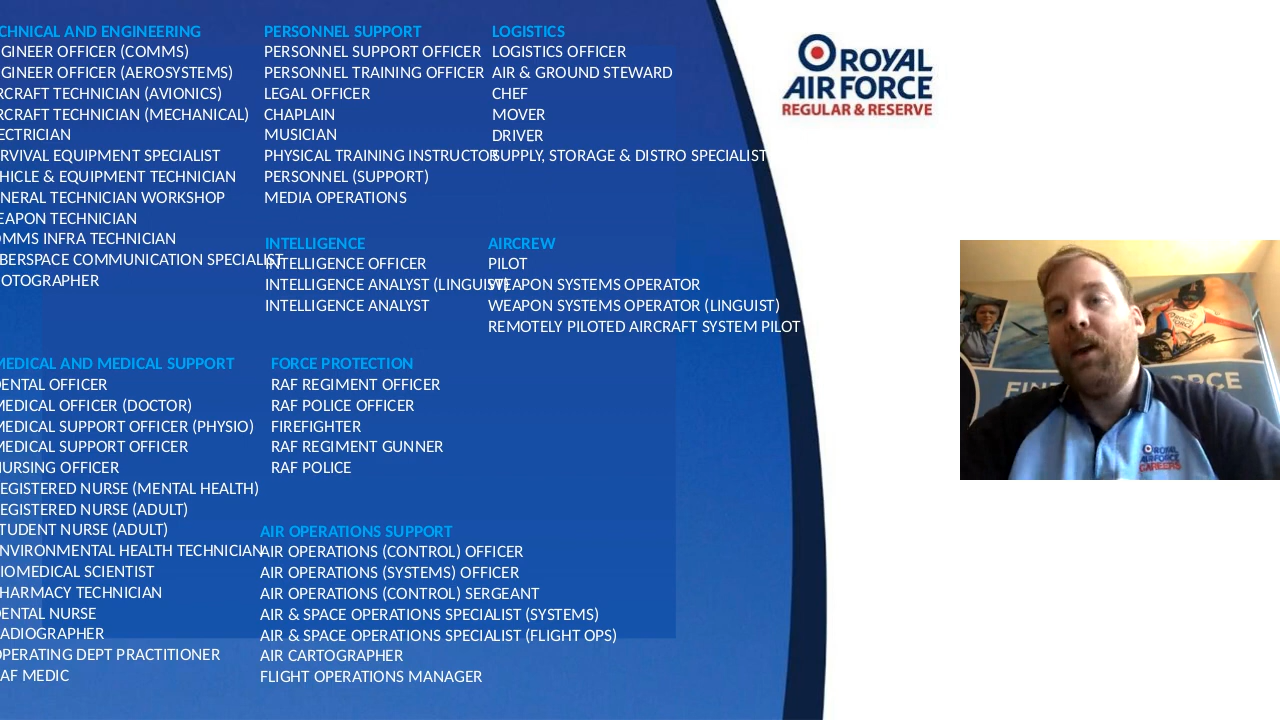 CHNICAL AND ENGINEERING
GINEER OFFICER (COMMS)
GINEER OFFICER (AEROSYSTEMS)
RCRAFT TECHNICIAN (AVIONICS)
RCRAFT TECHNICIAN (MECHANICAL)
ECTRICIAN
RVIVAL EQUIPMENT SPECIALIST
HICLE & EQUIPMENT TECHNICIAN
NERAL TECHNICIAN WORKSHOP
EAPON TECHNICIAN
OMMS INFRA TECHNICIAN
BERSPACE COMMUNICATION SPECIALIST
OTOGRAPHER
PERSONNEL SUPPORT
PERSONNEL SUPPORT OFFICER
PERSONNEL TRAINING OFFICER
LEGAL OFFICER
CHAPLAIN
MUSICIAN
PHYSICAL TRAINING INSTRUCTOR
PERSONNEL (SUPPORT)
MEDIA OPERATIONS
LOGISTICS
LOGISTICS OFFICER
AIR & GROUND STEWARD
CHEF
MOVER
DRIVER
SUPPLY, STORAGE & DISTRO SPECIALIST
INTELLIGENCE
INTELLIGENCE OFFICER
INTELLIGENCE ANALYST (LINGUIST)
INTELLIGENCE ANALYST
AIRCREW
PILOT
WEAPON SYSTEMS OPERATOR
WEAPON SYSTEMS OPERATOR (LINGUIST)
REMOTELY PILOTED AIRCRAFT SYSTEM PILOT
MEDICAL AND MEDICAL SUPPORT
DENTAL OFFICER
MEDICAL OFFICER (DOCTOR)
MEDICAL SUPPORT OFFICER (PHYSIO)
MEDICAL SUPPORT OFFICER
NURSING OFFICER
EGISTERED NURSE (MENTAL HEALTH)
EGISTERED NURSE (ADULT)
TUDENT NURSE (ADULT)
NVIRONMENTAL HEALTH TECHNICIAN
IOMEDICAL SCIENTIST
HARMACY TECHNICIAN
DENTAL NURSE
ADIOGRAPHER
OPERATING DEPT PRACTITIONER
AF MEDIC
FORCE PROTECTION
RAF REGIMENT OFFICER
RAF POLICE OFFICER
FIREFIGHTER
RAF REGIMENT GUNNER
RAF POLICE
AIR OPERATIONS SUPPORT
AIR OPERATIONS (CONTROL) OFFICER
AIR OPERATIONS (SYSTEMS) OFFICER
AIR OPERATIONS (CONTROL) SERGEANT
AIR & SPACE OPERATIONS SPECIALIST (SYSTEMS)
AIR & SPACE OPERATIONS SPECIALIST (FLIGHT OPS)
AIR CARTOGRAPHER
FLIGHT OPERATIONS MANAGER
ROYAL
AIR FORCE
REGULAR & RESERVE
ROYAL
AIR FORCE
CAREERS